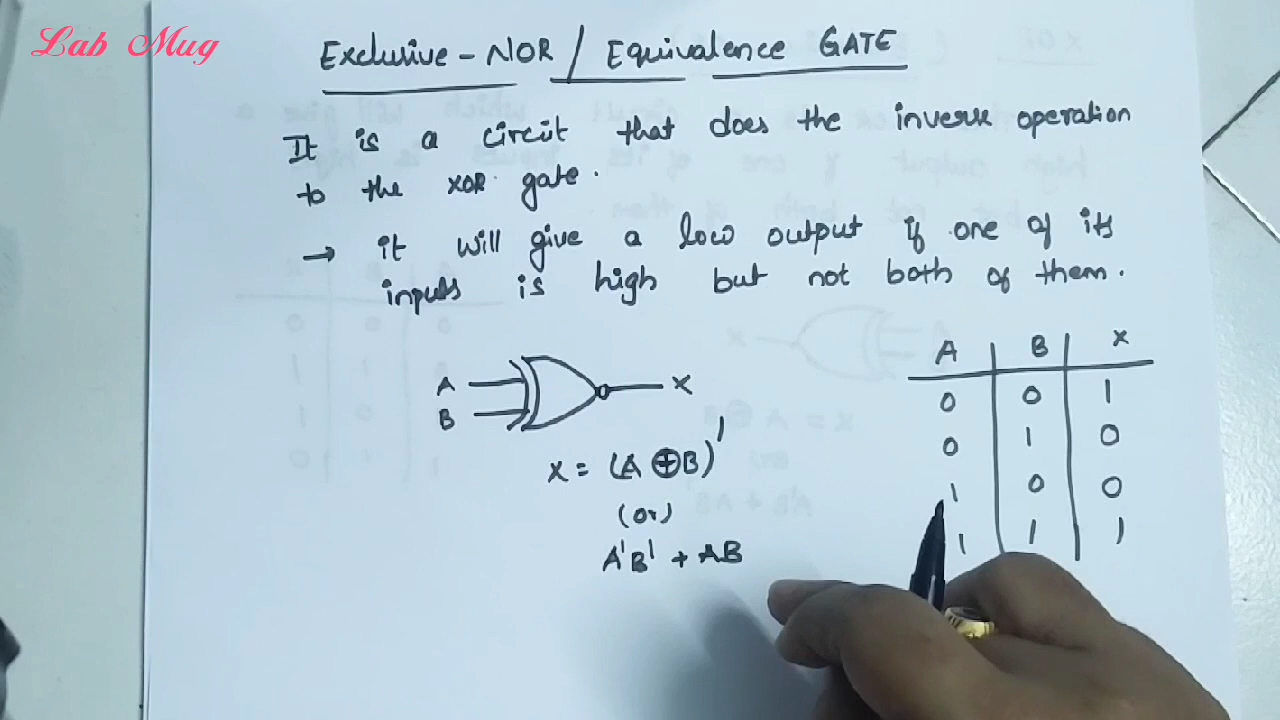 Lab Mug
Exclusive - NOR / Equivalence GATE
It is a circuit that does the inverse operation
to the XOR gate.
→ it will give a low output if one of its
inputs is high but not both of them.
A
B
X
X = (A ⊕ B)'
(or)
A'B' + AB
A B X
0 0 1
0 1 0
1 0 0
1 1 1